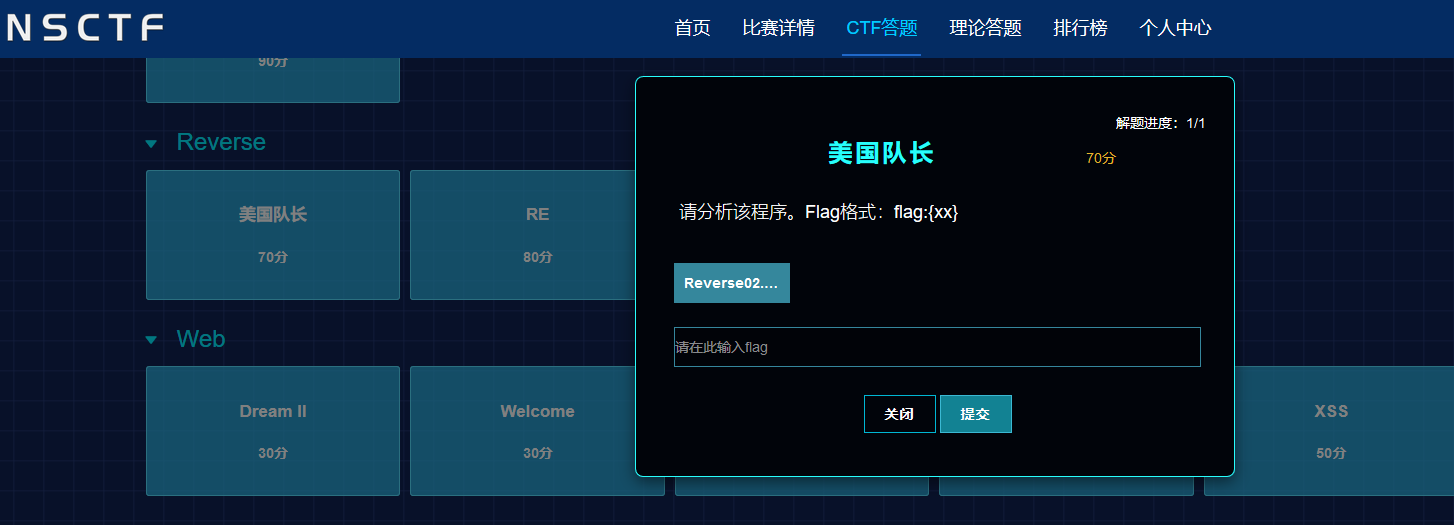 NSCTF
首页 比赛详情 CTF答题 理论答题 排行榜 个人中心
90分
Reverse
美国队长
70分
RE
80分
Web
Dream II
30分
Welcome
30分
XSS
50分
解题进度：1/1
美国队长
70分
请分析该程序。Flag格式：flag:{xx}
Reverse02....
请在此输入flag
关闭
提交